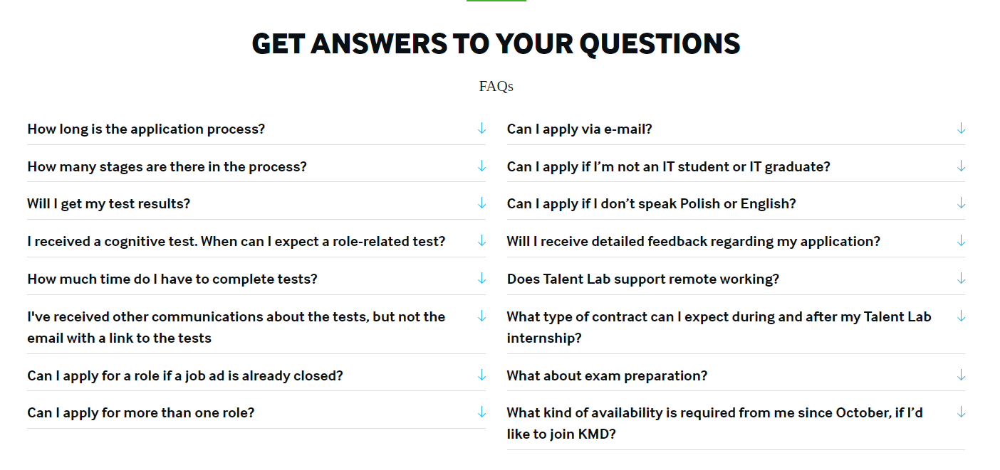 GET ANSWERS TO YOUR QUESTIONS
FAQs
How long is the application process?
How many stages are there in the process?
Will I get my test results?
I received a cognitive test. When can I expect a role-related test?
How much time do I have to complete tests?
I've received other communications about the tests, but not the
email with a link to the tests
Can I apply for a role if a job ad is already closed?
Can I apply for more than one role?
Can I apply via e-mail?
Can I apply if I’m not an IT student or IT graduate?
Can I apply if I don’t speak Polish or English?
Will I receive detailed feedback regarding my application?
Does Talent Lab support remote working?
What type of contract can I expect during and after my Talent Lab
internship?
What about exam preparation?
What kind of availability is required from me since October, if I’d
like to join KMD?